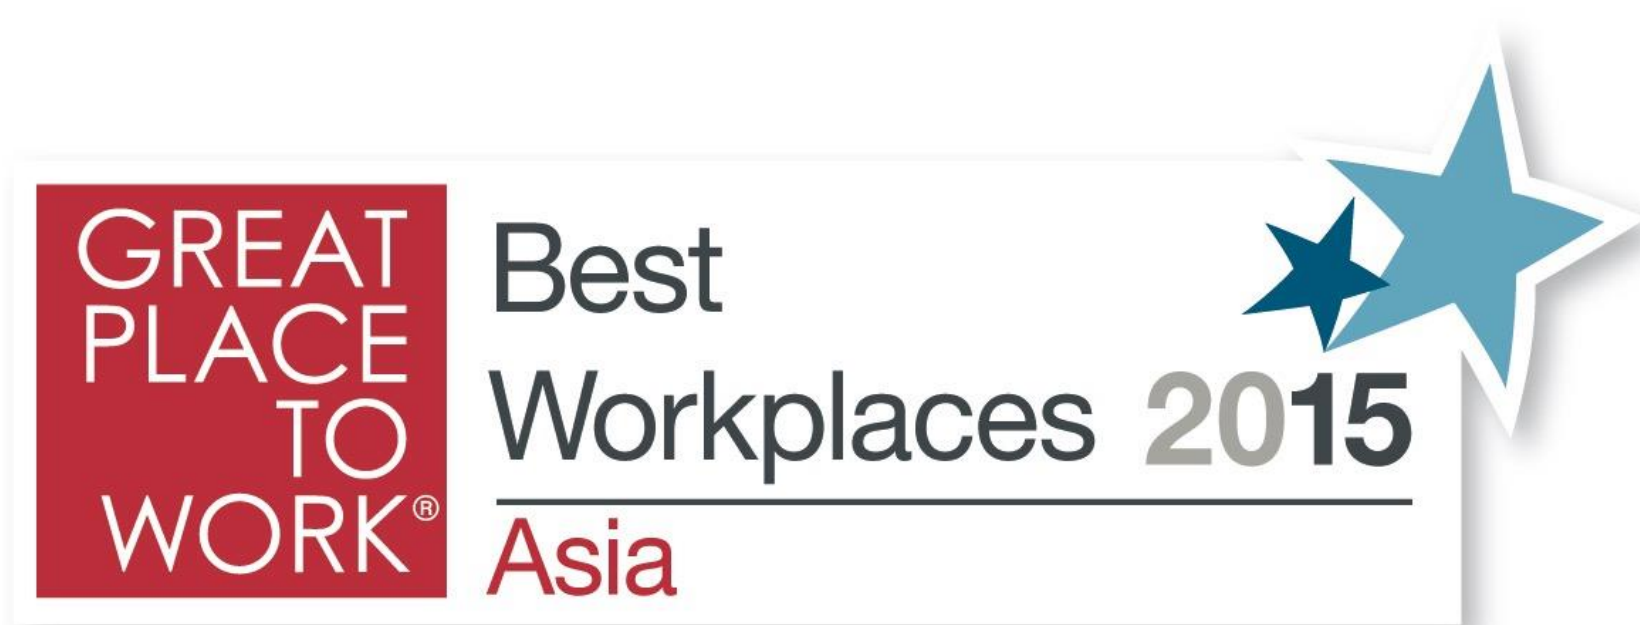 GREAT
PLACE
TO
WORK®
Best
Workplaces 2015
Asia